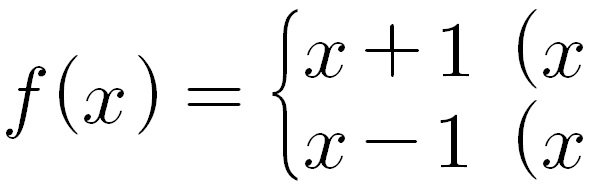 f(x) = { x + 1 (x
x − 1 (x